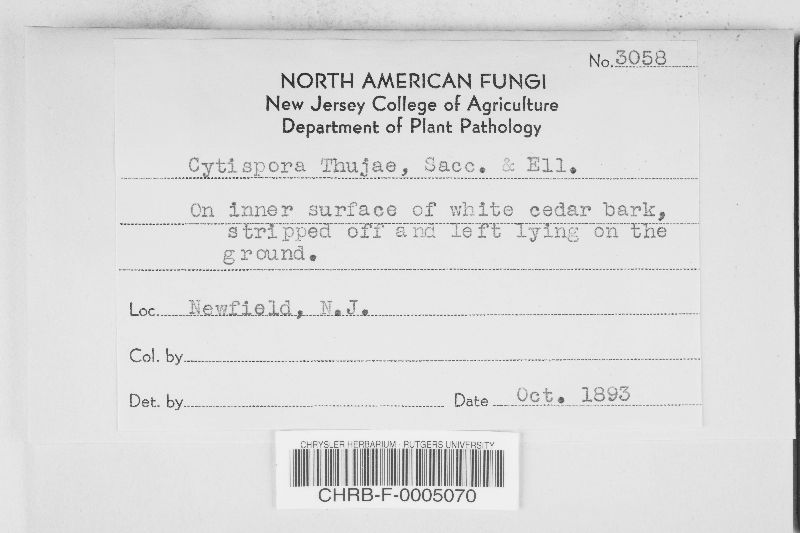 No. 3058
NORTH AMERICAN FUNGI
New Jersey College of Agriculture
Department of Plant Pathology
Cytispora Thujae, Sacc. & Ell.
On inner surface of white cedar bark,
stripped off and left lying on the
ground.
Loc. Newfield, N.J.
Col. by
Det. by Date Oct. 1893
CHRYSLER HERBARIUM - RUTGERS UNIVERSITY
CHRB-F-0005070